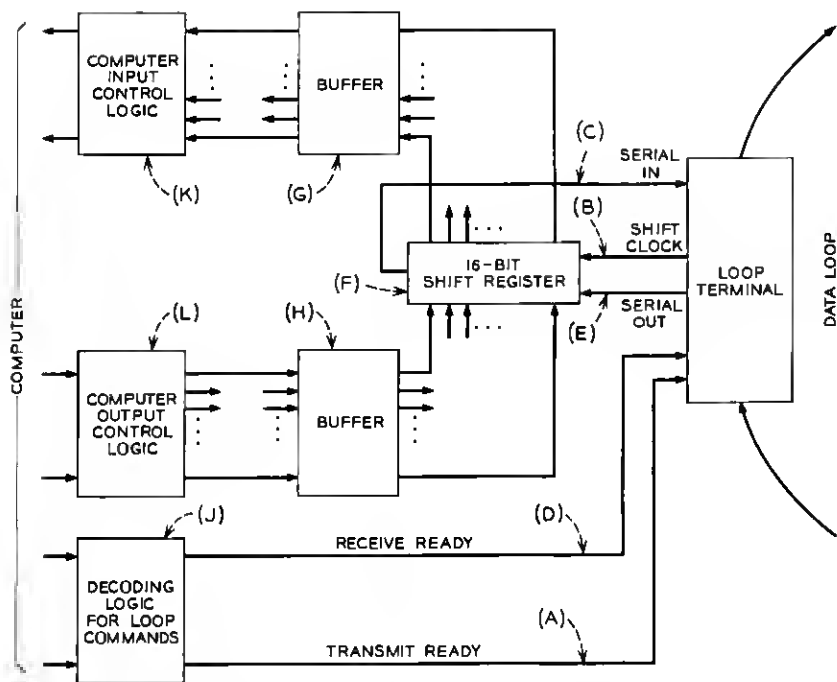 COMPUTER
INPUT
CONTROL
LOGIC
BUFFER
(K)
(G)
(C)
SERIAL
IN
(B)
SHIFT
CLOCK
16-BIT
SHIFT REGISTER
(F)
(E)
SERIAL
OUT
LOOP
TERMINAL
DATA LOOP
COMPUTER
(L)
(H)
COMPUTER
OUTPUT
CONTROL
LOGIC
BUFFER
(J)
(D)
RECEIVE READY
DECODING
LOGIC
FOR LOOP
COMMANDS
(A)
TRANSMIT READY